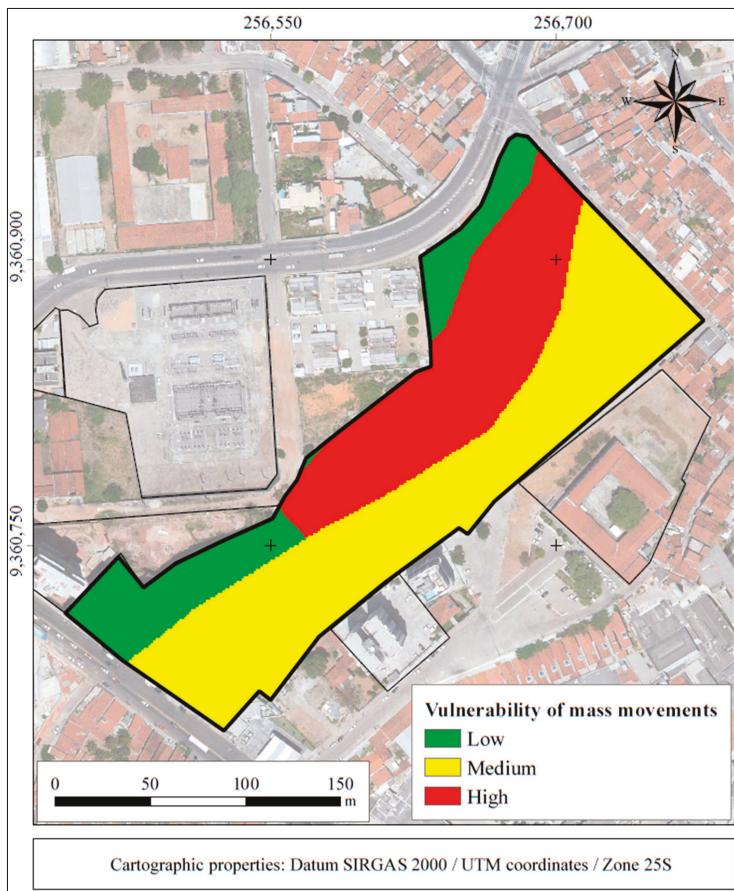 256,550
256,700
N
W
E
S
9,360,900
9,360,750
Vulnerability of mass movements
Low
Medium
High
0
50
100
150
m
Cartographic properties: Datum SIRGAS 2000 / UTM coordinates / Zone 25S